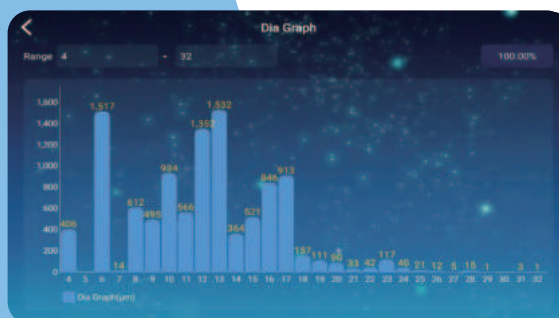 Dia Graph
Range 4 - 32 100.00%
1,600
1,400
1,200
1,000
800
600
400
200
0
406 1,517 14 612 495 934 566 1,352 1,532 364 521 846 913 157 111 90 33 42 117 40 21 12 5 15 1 3 1
4 5 6 7 8 9 10 11 12 13 14 15 16 17 18 19 20 21 22 23 24 25 26 27 28 29 30 31 32
Dia Graph(μm)